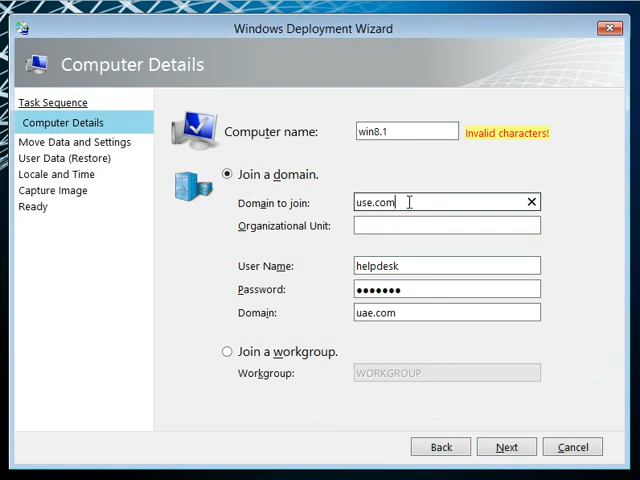 Windows Deployment Wizard
Computer Details
Task Sequence
Computer Details
Move Data and Settings
User Data (Restore)
Locale and Time
Capture Image
Ready
Computer name: win8.1 Invalid characters!
Join a domain.
Domain to join: use.com
Organizational Unit:
User Name: helpdesk
Password: •••••••
Domain: uae.com
Join a workgroup.
Workgroup: WORKGROUP
Back Next Cancel